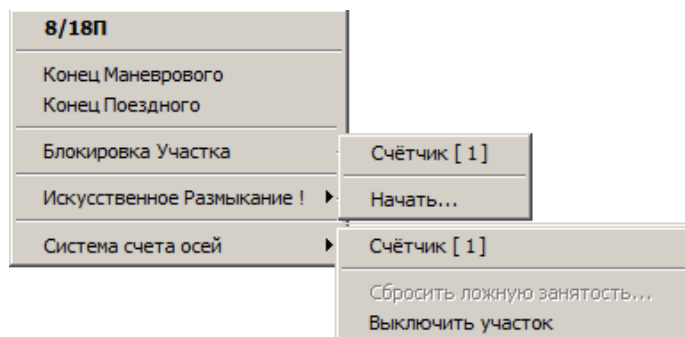 8/18П
Конец Маневрового
Конец Поездного
Блокировка Участка
Счётчик [ 1]
Искусственное Размыкание !
Начать...
Система счета осей
Счётчик [ 1]
Сбросить ложную занятость...
Выключить участок